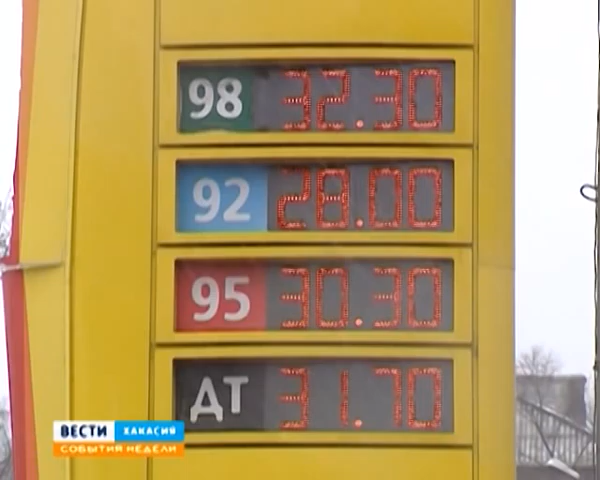 98 32.30
92 28.00
95 30.30
ДТ 31.70
ВЕСТИ ХАКАСИЯ
СОБЫТИЯ НЕДЕЛИ